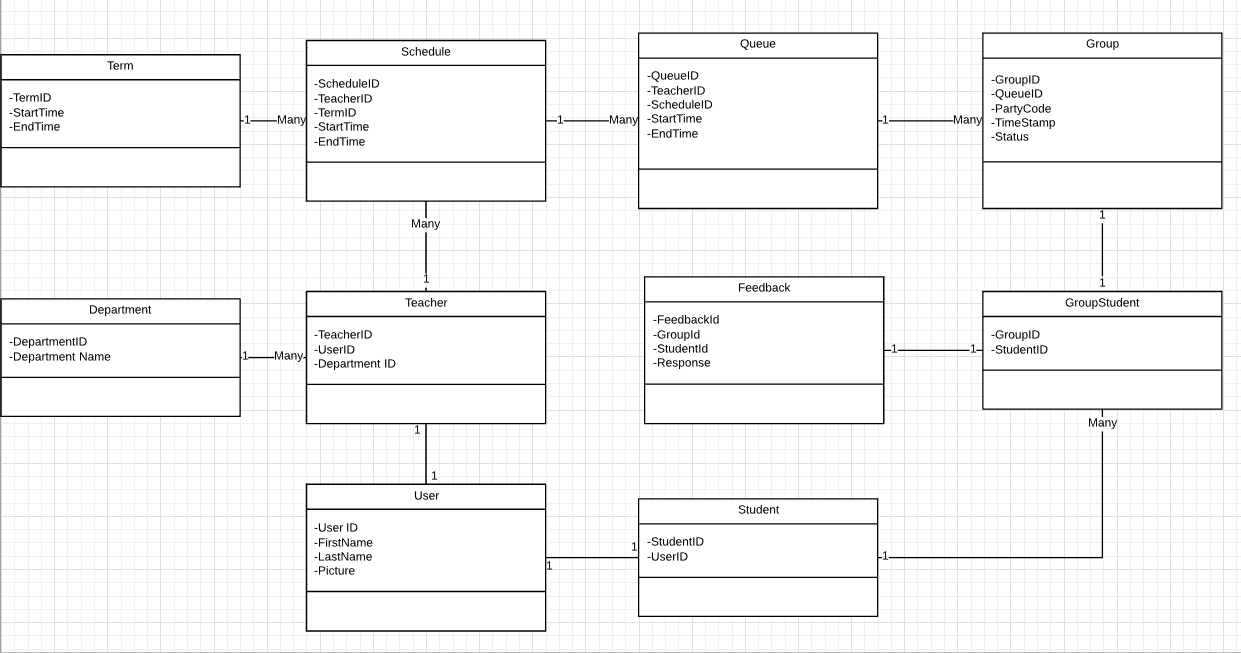 Term
-TermID
-StartTime
-EndTime
1
Many
Schedule
-ScheduleID
-TeacherID
-TermID
-StartTime
-EndTime
1
Many
Queue
-QueueID
-TeacherID
-ScheduleID
-StartTime
-EndTime
1
Many
Group
-GroupID
-QueueID
-PartyCode
-TimeStamp
-Status
Many
1
1
1
Department
-DepartmentID
-Department Name
1
Many
Teacher
-TeacherID
-UserID
-Department ID
Feedback
-FeedbackId
-GroupId
-StudentId
-Response
1
1
GroupStudent
-GroupID
-StudentID
1
1
Many
User
-User ID
-FirstName
-LastName
-Picture
1
1
Student
-StudentID
-UserID
1